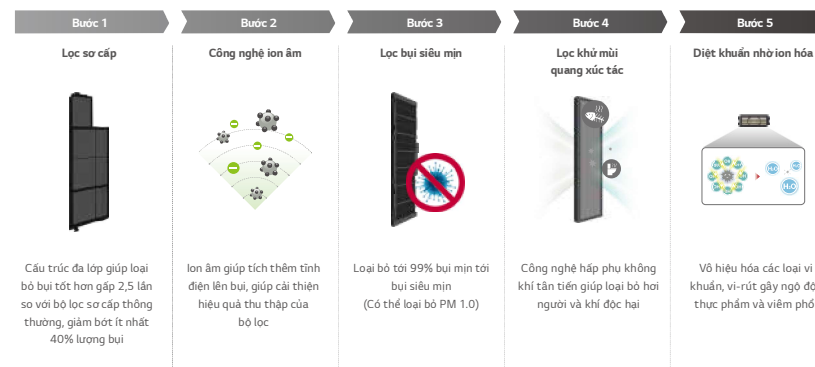 Bước 1
Bước 2
Bước 3
Bước 4
Bước 5
Lọc sơ cấp
Công nghệ ion âm
Lọc bụi siêu mịn
Lọc khử mùi
quang xúc tác
Diệt khuẩn nhờ ion hóa
H₂O
H₂O
Cấu trúc đa lớp giúp loại
bỏ bụi tốt hơn gấp 2,5 lần
so với bộ lọc sơ cấp thông
thường, giảm bớt ít nhất
40% lượng bụi
Ion âm giúp tích thêm tĩnh
điện lên bụi, giúp cải thiện
hiệu quả thu thập của
bộ lọc
Loại bỏ tới 99% bụi mịn tới
bụi siêu mịn
(Có thể loại bỏ PM 1.0)
Công nghệ hấp phụ không
khí tân tiến giúp loại bỏ hơi
người và khí độc hại
Vô hiệu hóa các loại vi
khuẩn, vi-rút gây ngộ
thực phẩm và viêm